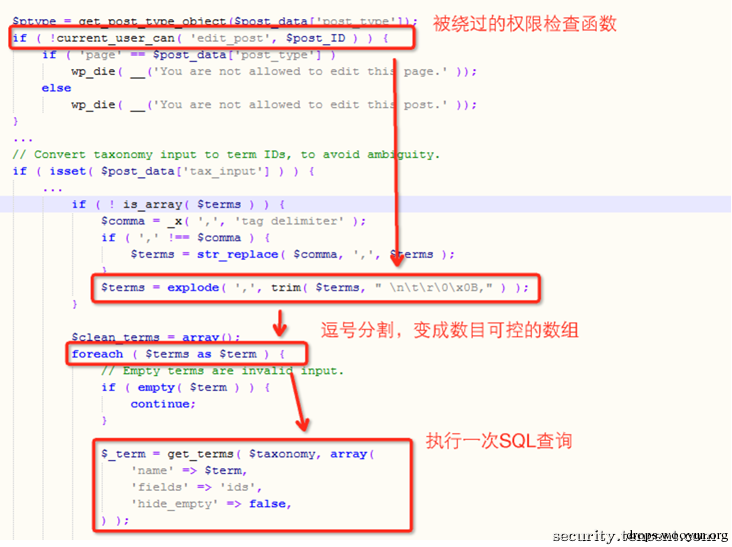 $ptype = get_post_type_object($post_data['post_type']);
被绕过的权限检查函数
if ( !current_user_can( 'edit_post', $post_ID ) ) {
if ( 'page' == $post_data['post_type'] )
wp_die( __('You are not allowed to edit this page.' ));
else
wp_die( __('You are not allowed to edit this post.' ));
}
...
// Convert taxonomy input to term IDs, to avoid ambiguity.
if ( isset( $post_data['tax_input'] ) ) {
...
if ( ! is_array( $terms ) ) {
$comma = _x( ',', 'tag delimiter' );
if ( ',' !== $comma ) {
$terms = str_replace( $comma, ',', $terms );
}
$terms = explode( ',', trim( $terms, " \n\t\r\0\x0B," ) );
}
逗号分割，变成数目可控的数组
$clean_terms = array();
foreach ( $terms as $term ) {
// Empty terms are invalid input.
if ( empty( $term ) ) {
continue;
}
执行一次SQL查询
$_term = get_terms( $taxonomy, array(
'name' => $term,
'fields' => 'ids',
'hide_empty' => false,
) );
security.tencent.com
drops.wooyun.org